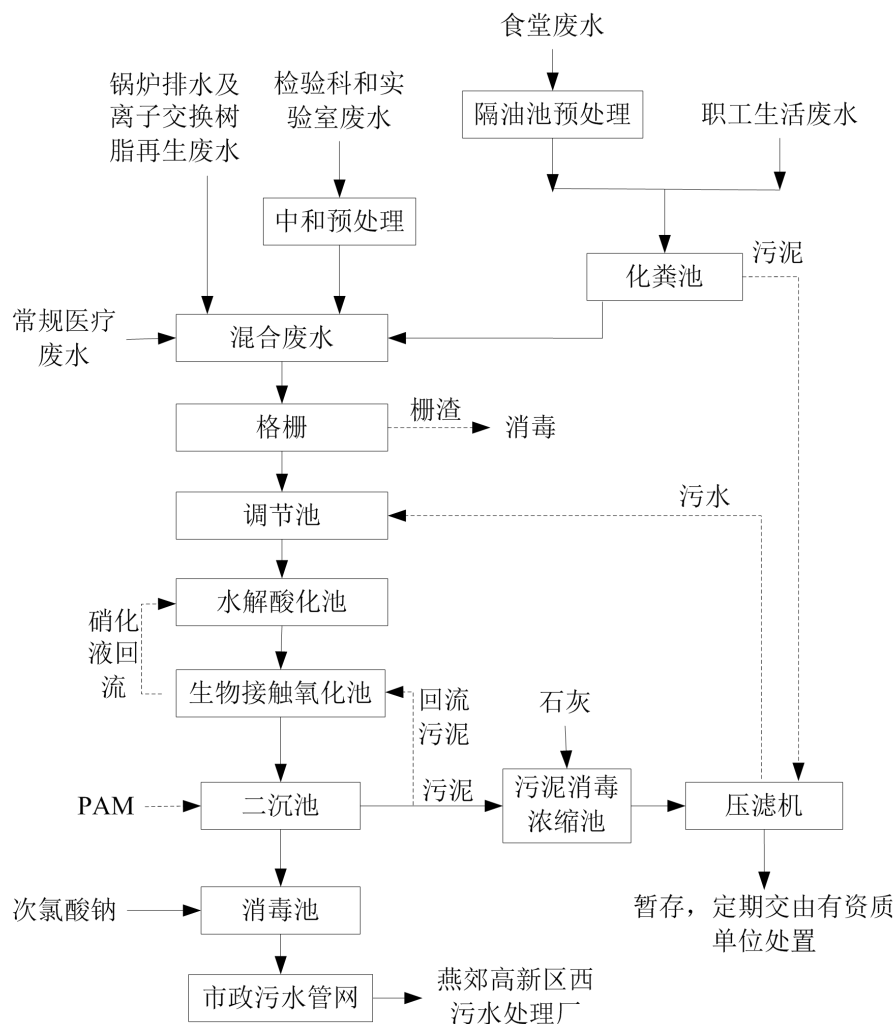 食堂废水
锅炉排水及
离子交换树
脂再生废水
检验科和实
验室废水
隔油池预处理
职工生活废水
中和预处理
化粪池
污泥
常规医疗
废水
混合废水
格栅
栅渣
消毒
调节池
污水
水解酸化池
硝化
液回
流
生物接触氧化池
回流
污泥
石灰
PAM
二沉池
污泥
污泥消毒
浓缩池
压滤机
次氯酸钠
消毒池
暂存，定期交由有资质
单位处置
市政污水管网
燕郊高新区西
污水处理厂